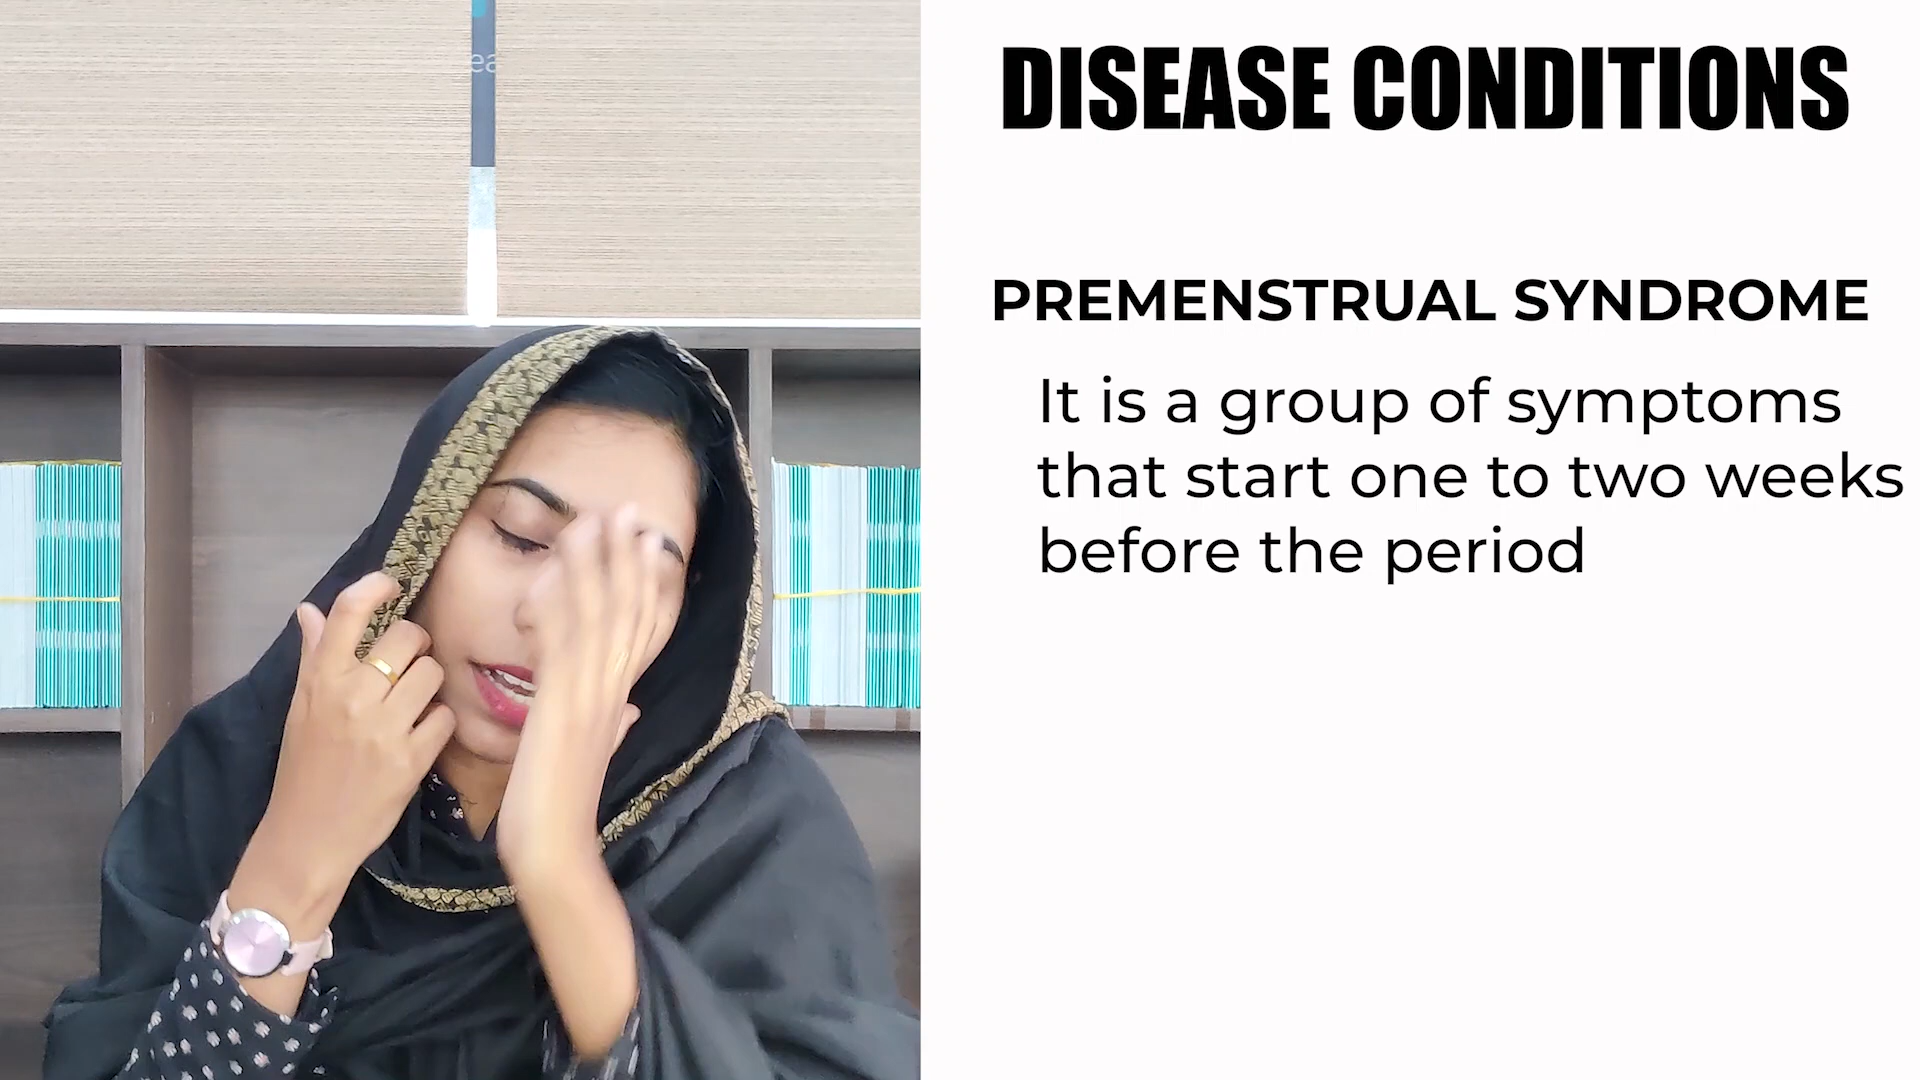 DISEASE CONDITIONS
PREMENSTRUAL SYNDROME
It is a group of symptoms
that start one to two weeks
before the period